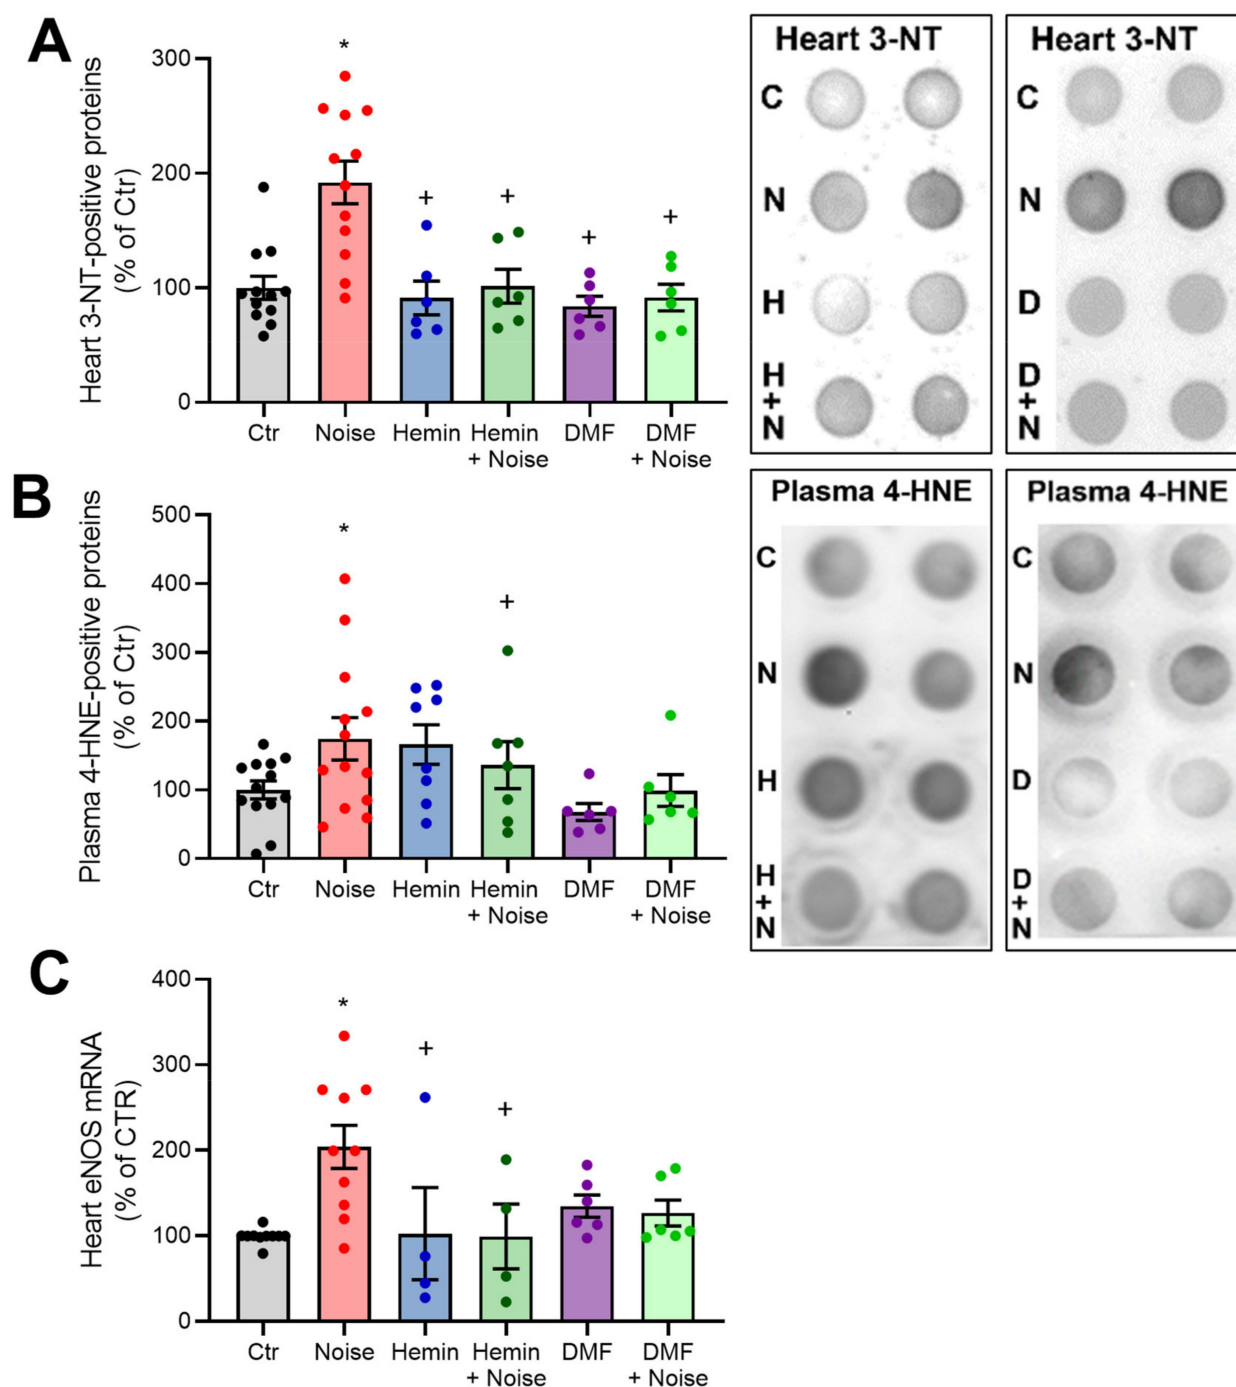 A
Heart 3-NT-positive proteins
(% of Ctr)
300
200
100
0
*
+
+
+
+
Ctr
Noise
Hemin
Hemin
+ Noise
DMF
DMF
+ Noise
Heart 3-NT
C
N
H
H
+
N
Heart 3-NT
C
N
D
D
+
N
B
Plasma 4-HNE-positive proteins
(% of Ctr)
500
400
300
200
100
0
*
+
Ctr
Noise
Hemin
Hemin
+ Noise
DMF
DMF
+ Noise
Plasma 4-HNE
C
N
H
H
+
N
Plasma 4-HNE
C
N
D
D
+
N
C
Heart eNOS mRNA
(% of CTR)
400
300
200
100
0
*
+
+
Ctr
Noise
Hemin
Hemin
+ Noise
DMF
DMF
+ Noise